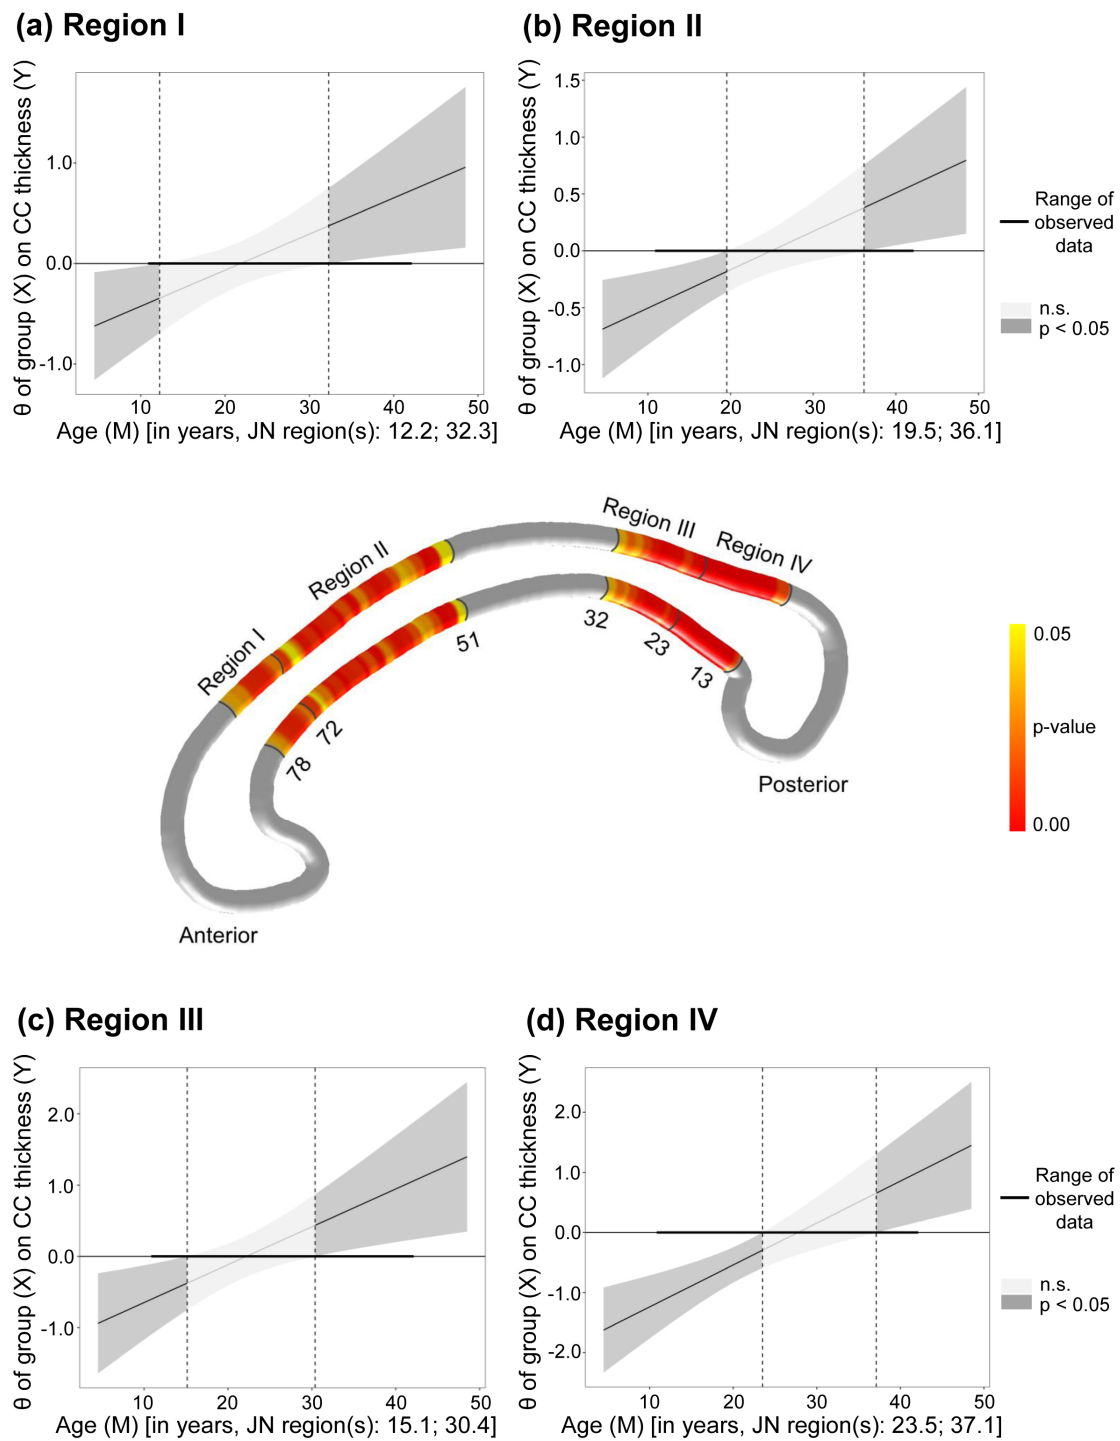 (a) Region I
θ of group (X) on CC thickness (Y)
1.0
0.0
-1.0
10 20 30 40 50
Age (M) [in years, JN region(s): 12.2; 32.3]
(b) Region II
θ of group (X) on CC thickness (Y)
1.5
1.0
0.5
0.0
-0.5
-1.0
10 20 30 40 50
Age (M) [in years, JN region(s): 19.5; 36.1]
Range of
observed
data
n.s.
p < 0.05
Region I
Region II
Region III
Region IV
78
72
51
32
23
13
Anterior
Posterior
0.05
p-value
0.00
(c) Region III
θ of group (X) on CC thickness (Y)
2.0
1.0
0.0
-1.0
10 20 30 40 50
Age (M) [in years, JN region(s): 15.1; 30.4]
(d) Region IV
θ of group (X) on CC thickness (Y)
2.0
1.0
0.0
-1.0
-2.0
10 20 30 40 50
Age (M) [in years, JN region(s): 23.5; 37.1]
Range of
observed
data
n.s.
p < 0.05